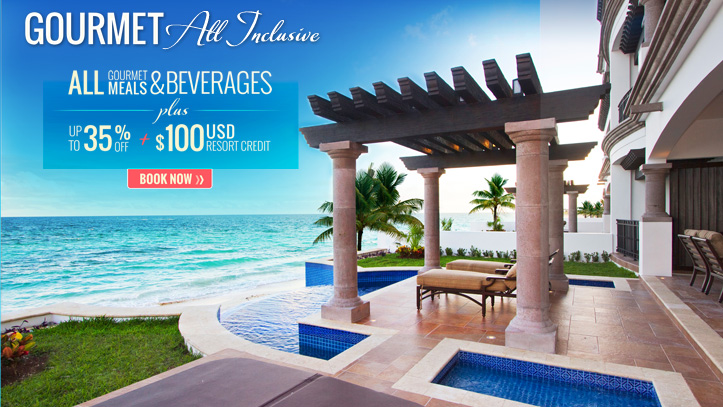 GOURMET All Inclusive
ALL GOURMET MEALS & BEVERAGES
plus
UP TO 35% OFF + $100 USD RESORT CREDIT
BOOK NOW »